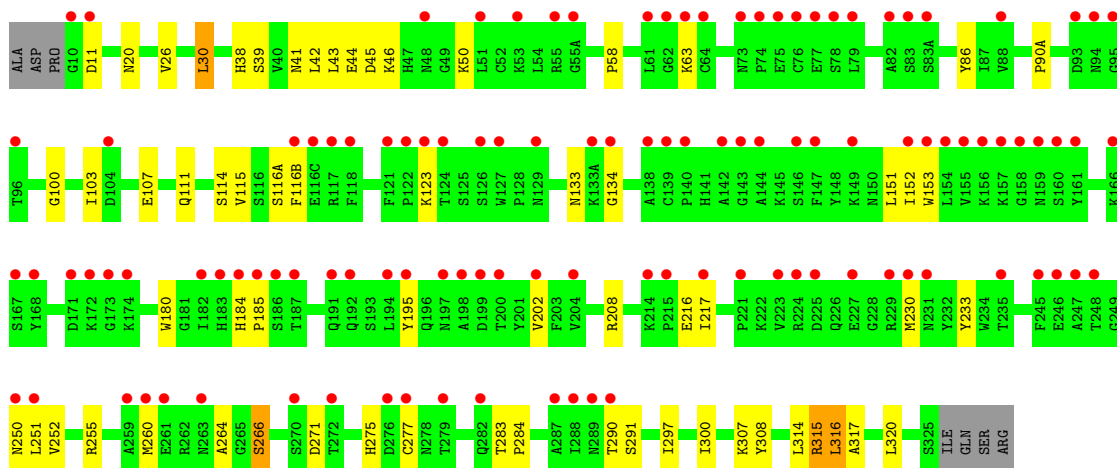 ALA ASP PRO G10 D11 N20 V26 L30 H38 S39 V40 N41 L42 L43 E44 D45 K46 H47 N48 G49 K50 L51 C52 K53 L54 R55 G55A P58 L61 G62 K63 C64 N73 P74 E75 C76 E77 S78 L79 A82 S83 S83A Y86 I87 V88 P90A D93 N94 G95
T96 G100 I103 D104 E107 Q111 S114 V115 S116 S116A F116B E116C R117 F118 F121 P122 K123 T124 S125 S126 W127 P128 N129 N133 K133A G134 A138 C139 P140 H141 A142 G143 A144 K145 S146 F147 Y148 K149 N150 L151 I152 W153 L154 V155 K156 K157 G158 N159 S160 Y161 K166
S167 Y168 D171 K172 G173 K174 W180 G181 I182 H183 H184 P185 S186 T187 Q191 Q192 S193 L194 Y195 Q196 N197 A198 D199 T200 Y201 V202 F203 V204 R208 K214 P215 E216 I217 P221 K222 V223 R224 D225 Q226 E227 G228 R229 M230 N231 Y232 Y233 W234 T235 F245 E246 A247 T248 G249
N250 L251 V252 R255 A259 M260 E261 R262 N263 A264 G265 S266 S270 D271 T272 H275 D276 C277 N278 T279 Q282 T283 P284 A287 I288 N289 T290 S291 I297 I300 K307 Y308 L314 R315 L316 A317 L320 S325 ILE GLN SER ARG